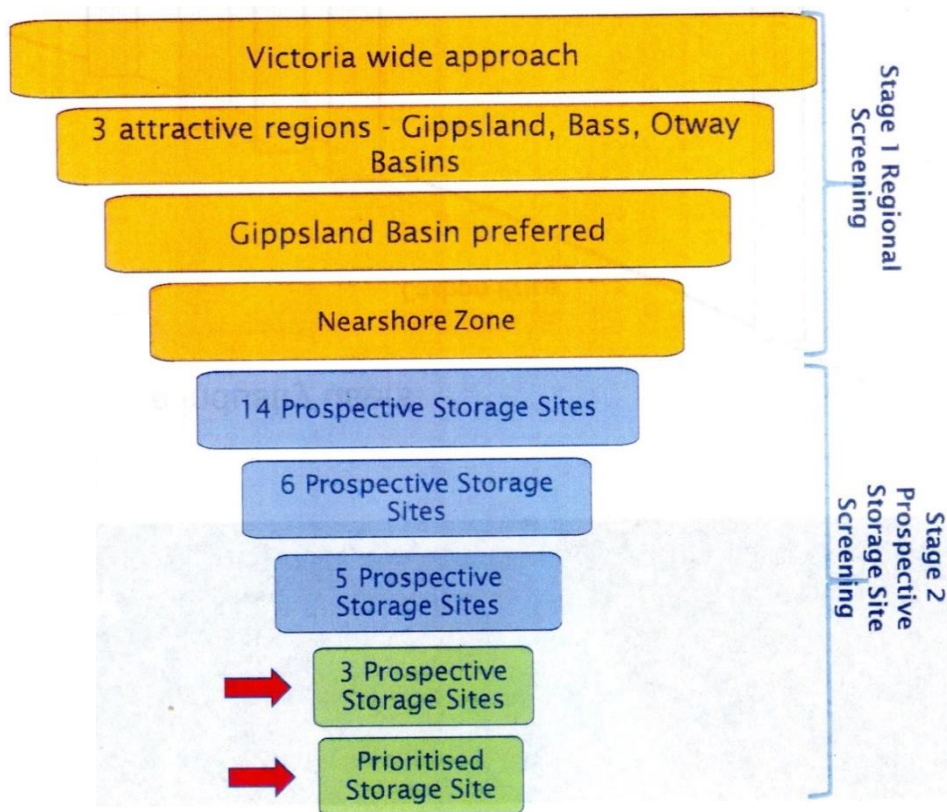 Victoria wide approach
3 attractive regions - Gippsland, Bass, Otway
Basins
Gippsland Basin preferred
Nearshore Zone
Stage 1 Regional
Screening
14 Prospective Storage Sites
6 Prospective Storage
Sites
5 Prospective
Storage Sites
3 Prospective
Storage Sites
Prioritised
Storage Site
Stage 2
Prospective
Storage Site
Screening